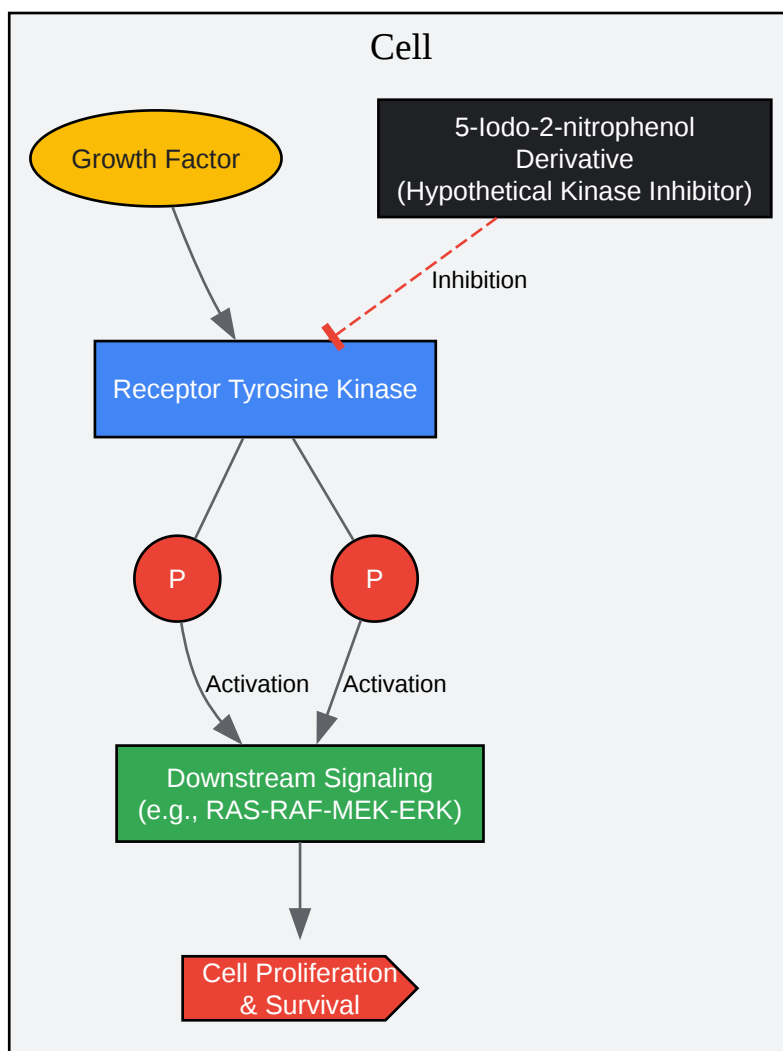 Cell
Growth Factor
5-Iodo-2-nitrophenol
Derivative
(Hypothetical Kinase Inhibitor)
Inhibition
Receptor Tyrosine Kinase
P
P
Activation
Activation
Downstream Signaling
(e.g., RAS-RAF-MEK-ERK)
Cell Proliferation
& Survival